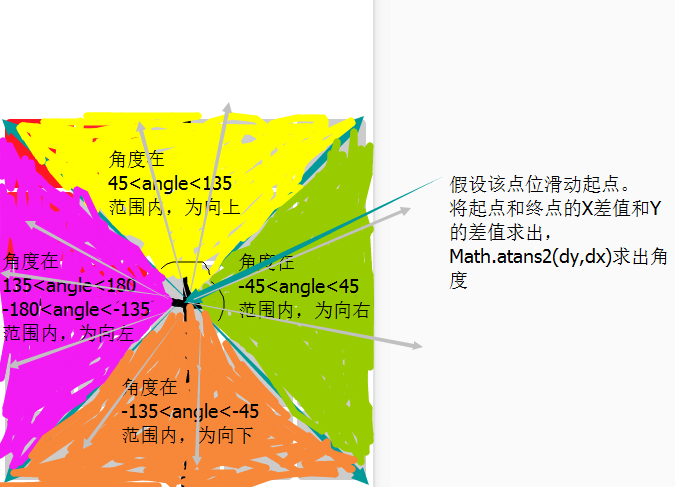 角度在
45<angle<135
范围内，为向上
假设该点位滑动起点。
将起点和终点的X差值和Y
的差值求出，
Math.atans2(dy,dx)求出角
度
角度在
135<angle<180
-180<angle<-135
范围内，为向左
角度在
-45<angle<45
范围内，为向右
角度在
-135<angle<-45
范围内，为向下